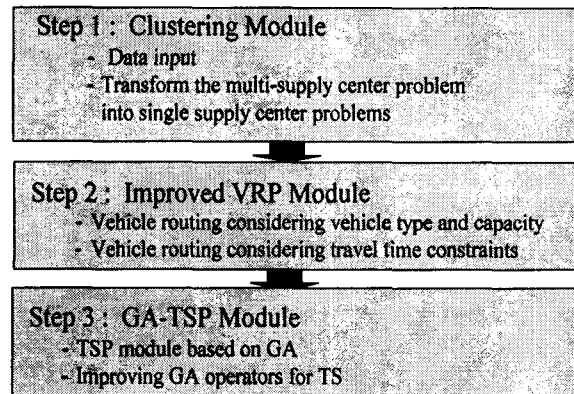 Step 1 : Clustering Module
- Data input
- Transform the multi-supply center problem
into single supply center problems
Step 2 : Improved VRP Module
- Vehicle routing considering vehicle type and capacity
- Vehicle routing considering travel time constraints
Step 3 : GA-TSP Module
- TSP module based on GA
- Improving GA operators for TS